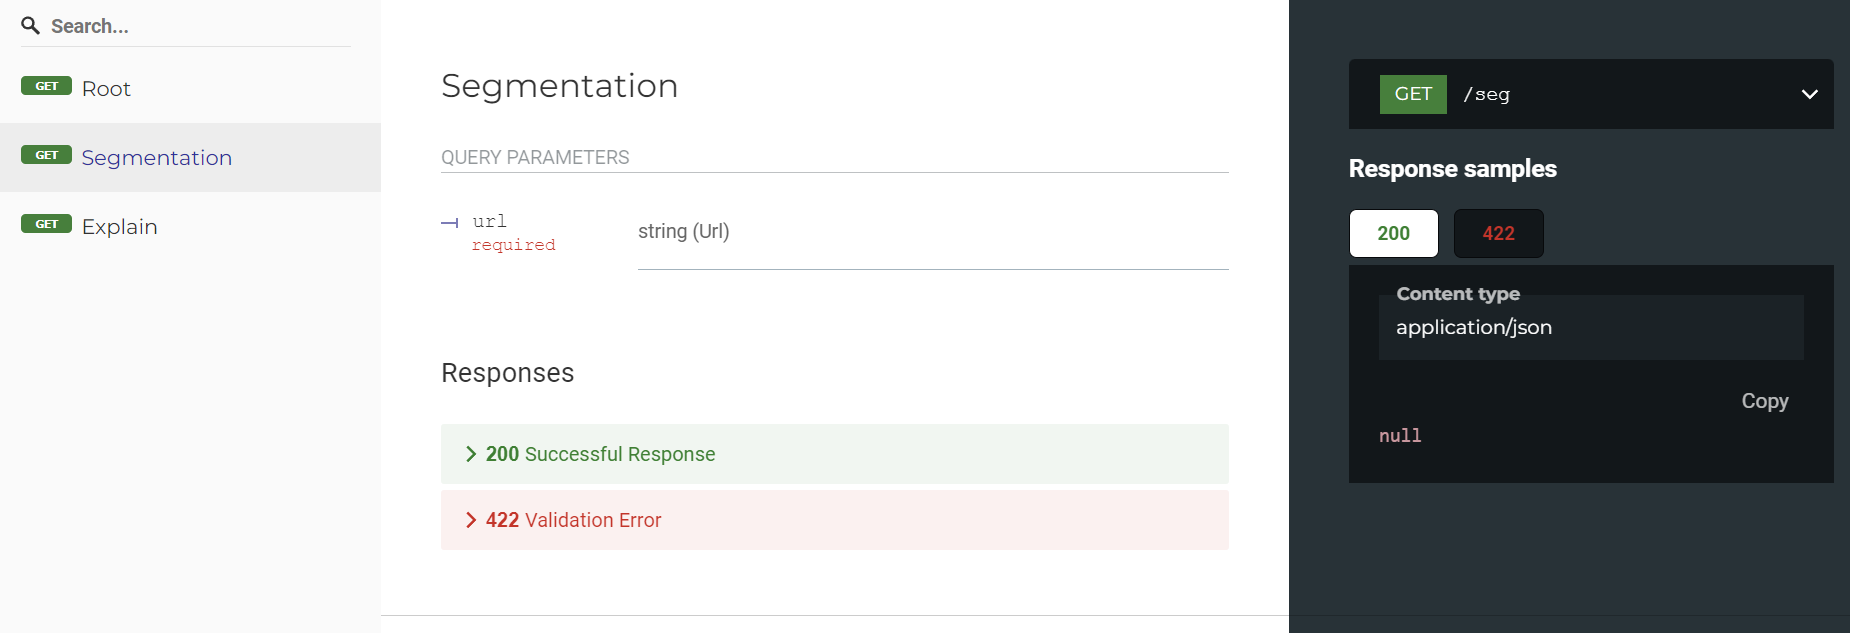 Search...
GET Root
GET Segmentation
GET Explain
Segmentation
QUERY PARAMETERS
url
required
string (Url)
Responses
200 Successful Response
422 Validation Error
GET /seg
Response samples
200 422
Content type
application/json
Copy
null